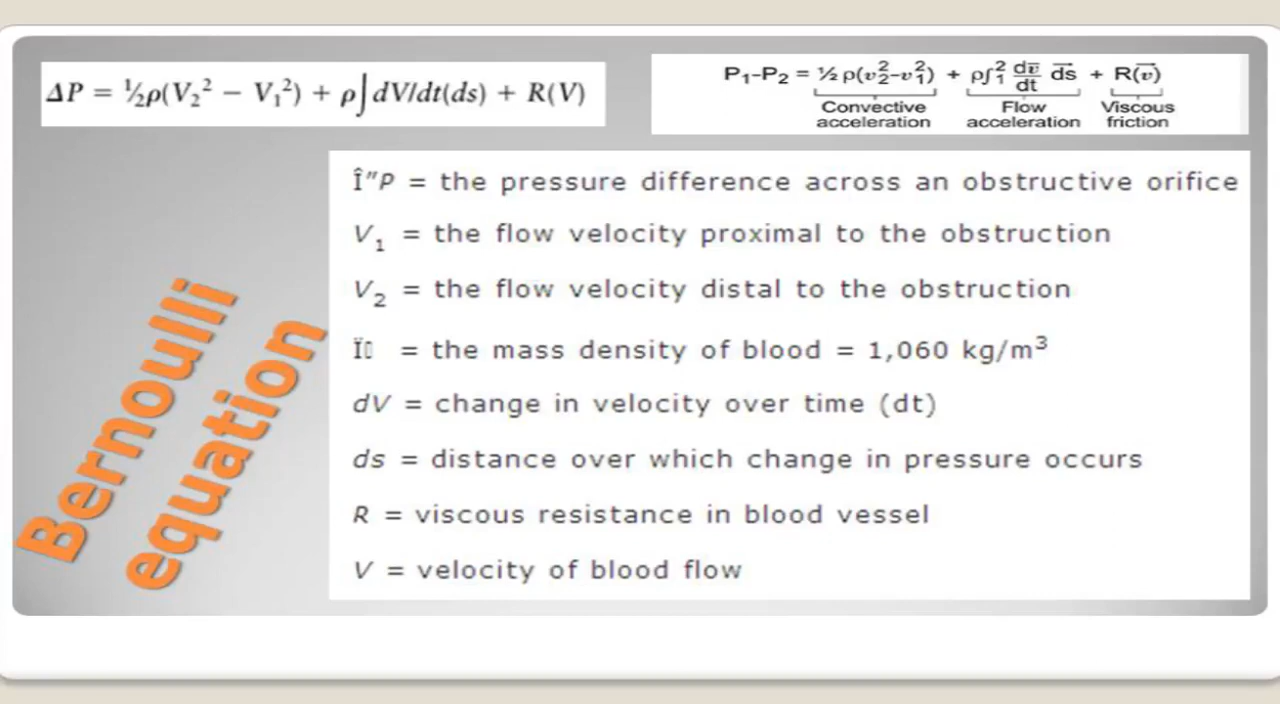 ΔP = ½ρ(V₂² – V₁²) + ρ∫dV/dt(ds) + R(V)
P₁-P₂ = ½ ρ(v₂²-v₁²) + ρ∫₁² dv̅/dt ds⃗ + R(v⃗)
Convective acceleration
Flow acceleration
Viscous friction
Î"P = the pressure difference across an obstructive orifice
V₁ = the flow velocity proximal to the obstruction
V₂ = the flow velocity distal to the obstruction
Ï▯ = the mass density of blood = 1,060 kg/m³
dV = change in velocity over time (dt)
ds = distance over which change in pressure occurs
R = viscous resistance in blood vessel
V = velocity of blood flow
Bernoulli
equation